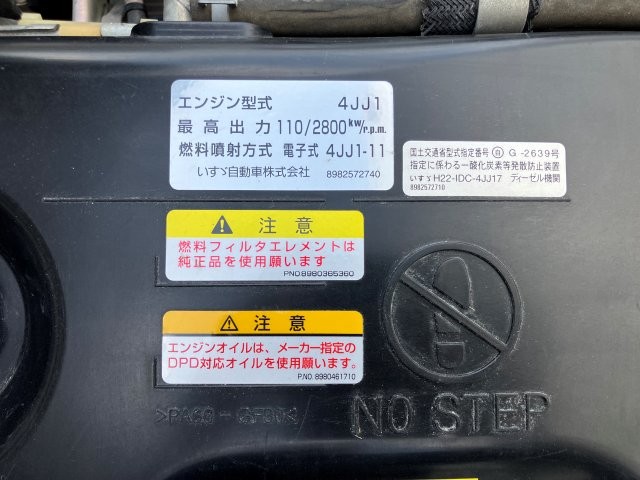 エンジン型式 4JJ1
最高出力 110/2800kW/r.p.m.
燃料噴射方式 電子式 4JJ1-11
いすゞ自動車株式会社 8982572740
国土交通省型式指定番号 ⓝ G-2639号
指定に係わる一酸化炭素等発散防止装置
いすゞH22-IDC-4JJ17 ディーゼル機関
8982572710
注意
燃料フィルタエレメントは
純正品を使用願います
PNO.8980365360
注意
エンジンオイルは、メーカー指定の
DPD対応オイルを使用願います。
P.NO. 8980461710
NO STEP